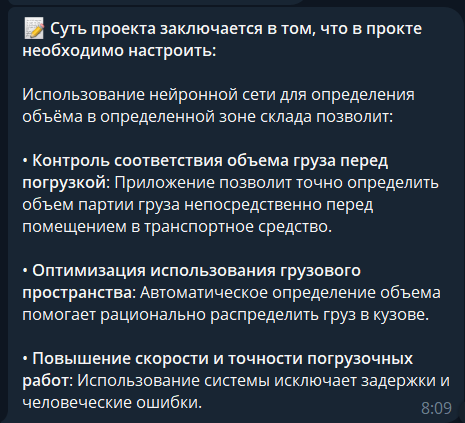 📝 Суть проекта заключается в том, что в прокте
необходимо настроить:
Использование нейронной сети для определения
объёма в определенной зоне склада позволит:
• Контроль соответствия объема груза перед
погрузкой: Приложение позволит точно определить
объем партии груза непосредственно перед
помещением в транспортное средство.
• Оптимизация использования грузового
пространства: Автоматическое определение объема
помогает рационально распределить груз в кузове.
• Повышение скорости и точности погрузочных
работ: Использование системы исключает задержки и
человеческие ошибки.
8:09